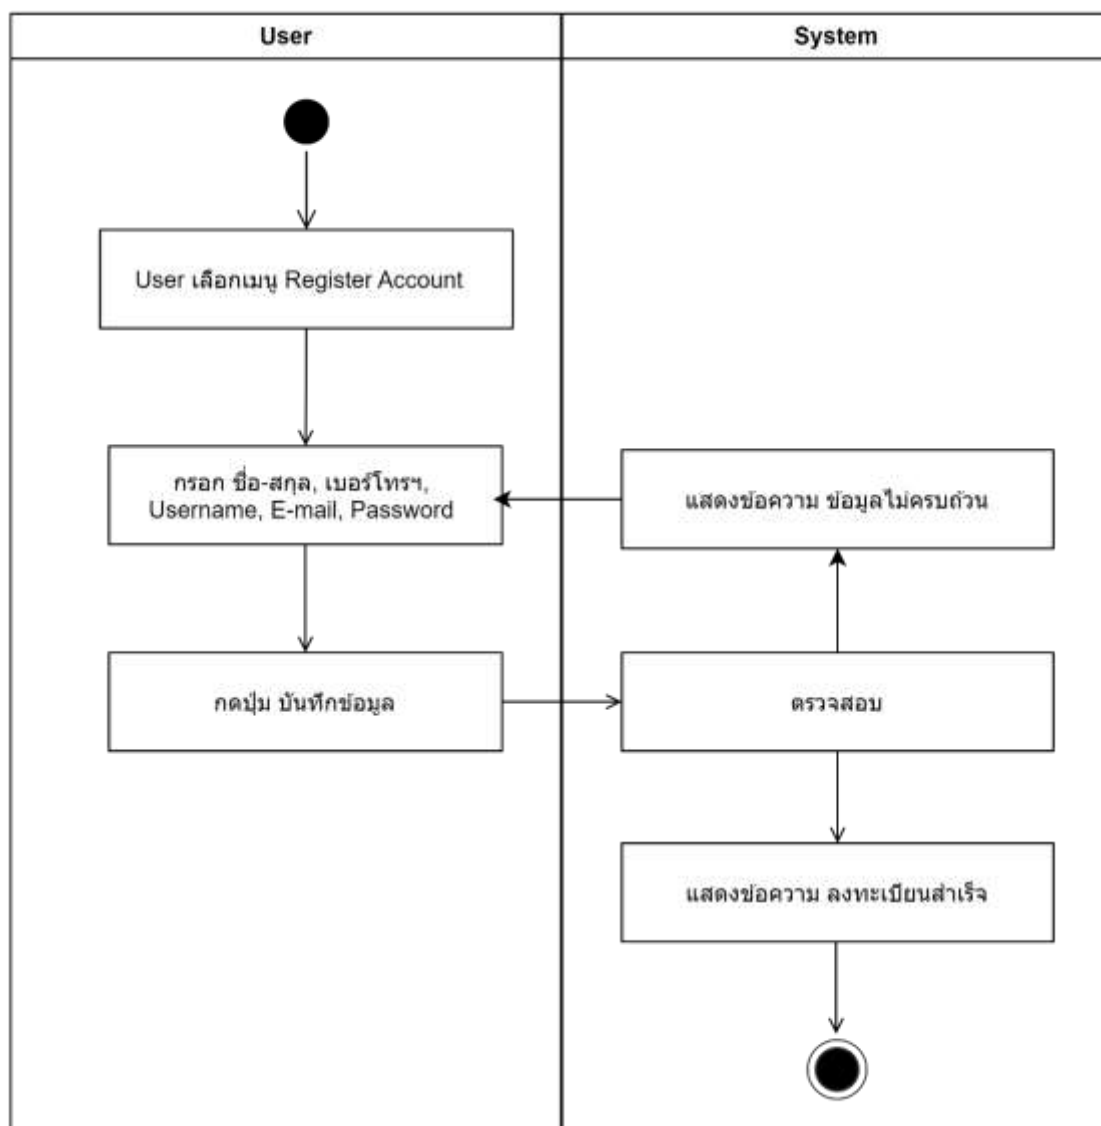 User
System
User เลือกเมนู Register Account
กรอก ชื่อ-สกุล, เบอร์โทรฯ,
Username, E-mail, Password
แสดงข้อความ ข้อมูลไม่ครบถ้วน
กดปุ่ม บันทึกข้อมูล
ตรวจสอบ
แสดงข้อความ ลงทะเบียนสำเร็จ